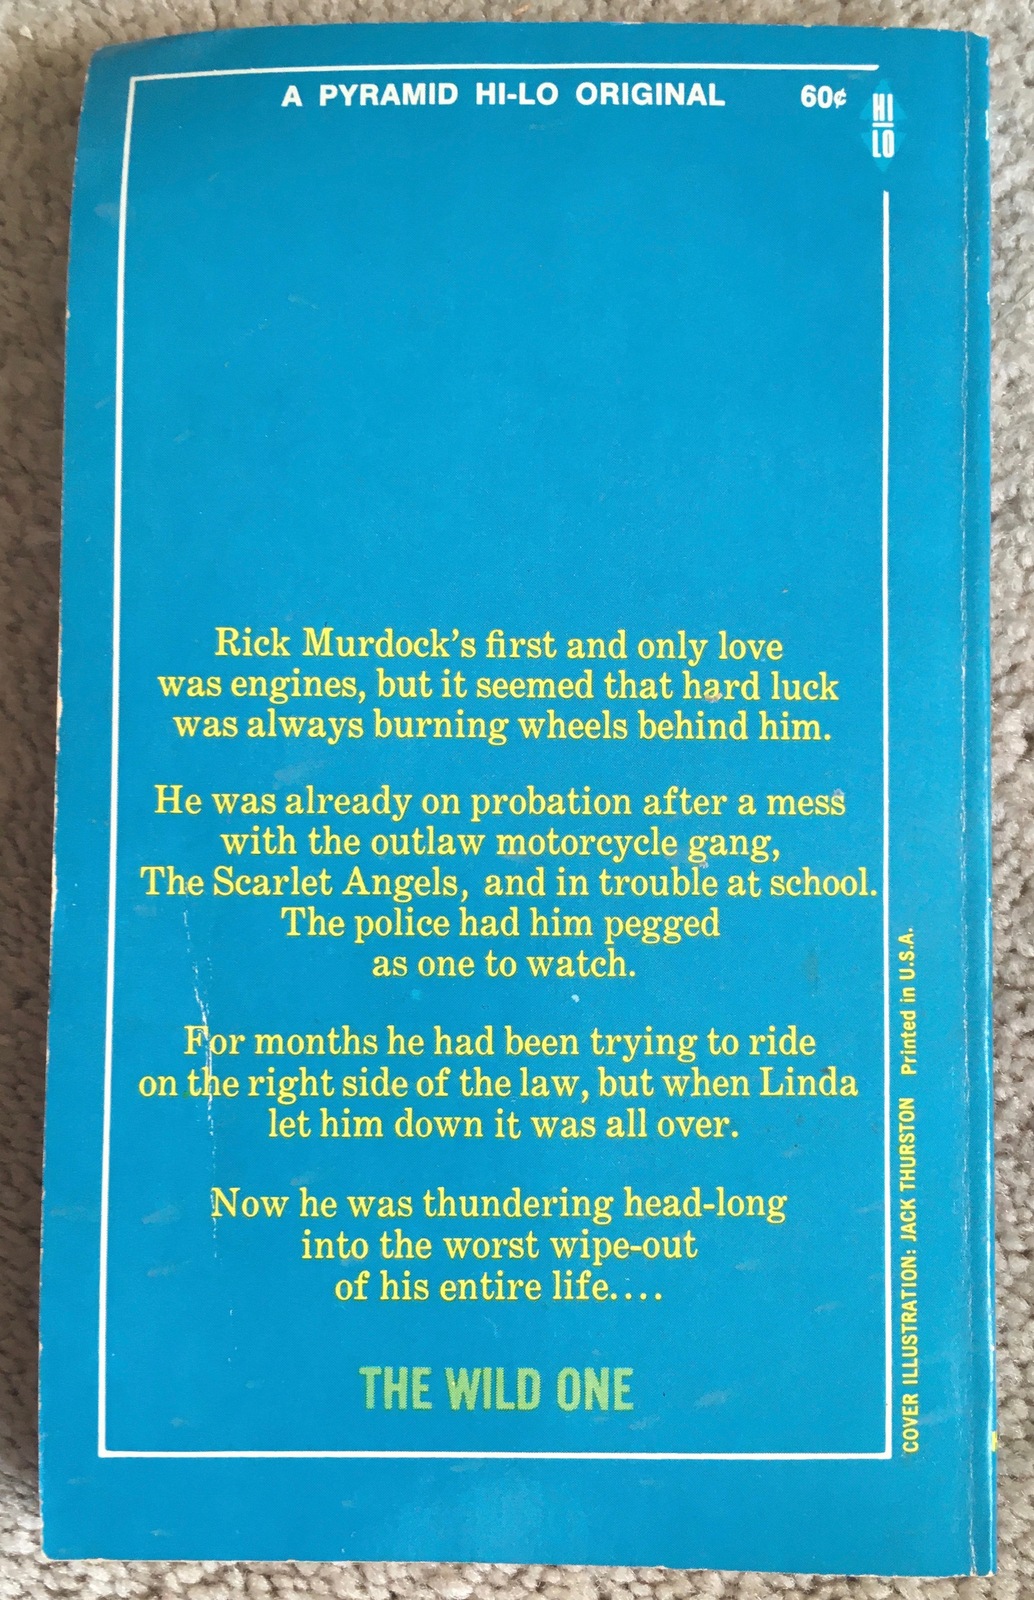 A PYRAMID HI-LO ORIGINAL 60¢
HI
LO
Rick Murdock's first and only love
was engines, but it seemed that hard luck
was always burning wheels behind him.
He was already on probation after a mess
with the outlaw motorcycle gang,
The Scarlet Angels, and in trouble at school.
The police had him pegged
as one to watch.
For months he had been trying to ride
on the right side of the law, but when Linda
let him down it was all over.
Now he was thundering head-long
into the worst wipe-out
of his entire life....
THE WILD ONE
COVER ILLUSTRATION: JACK THURSTON Printed in U.S.A.